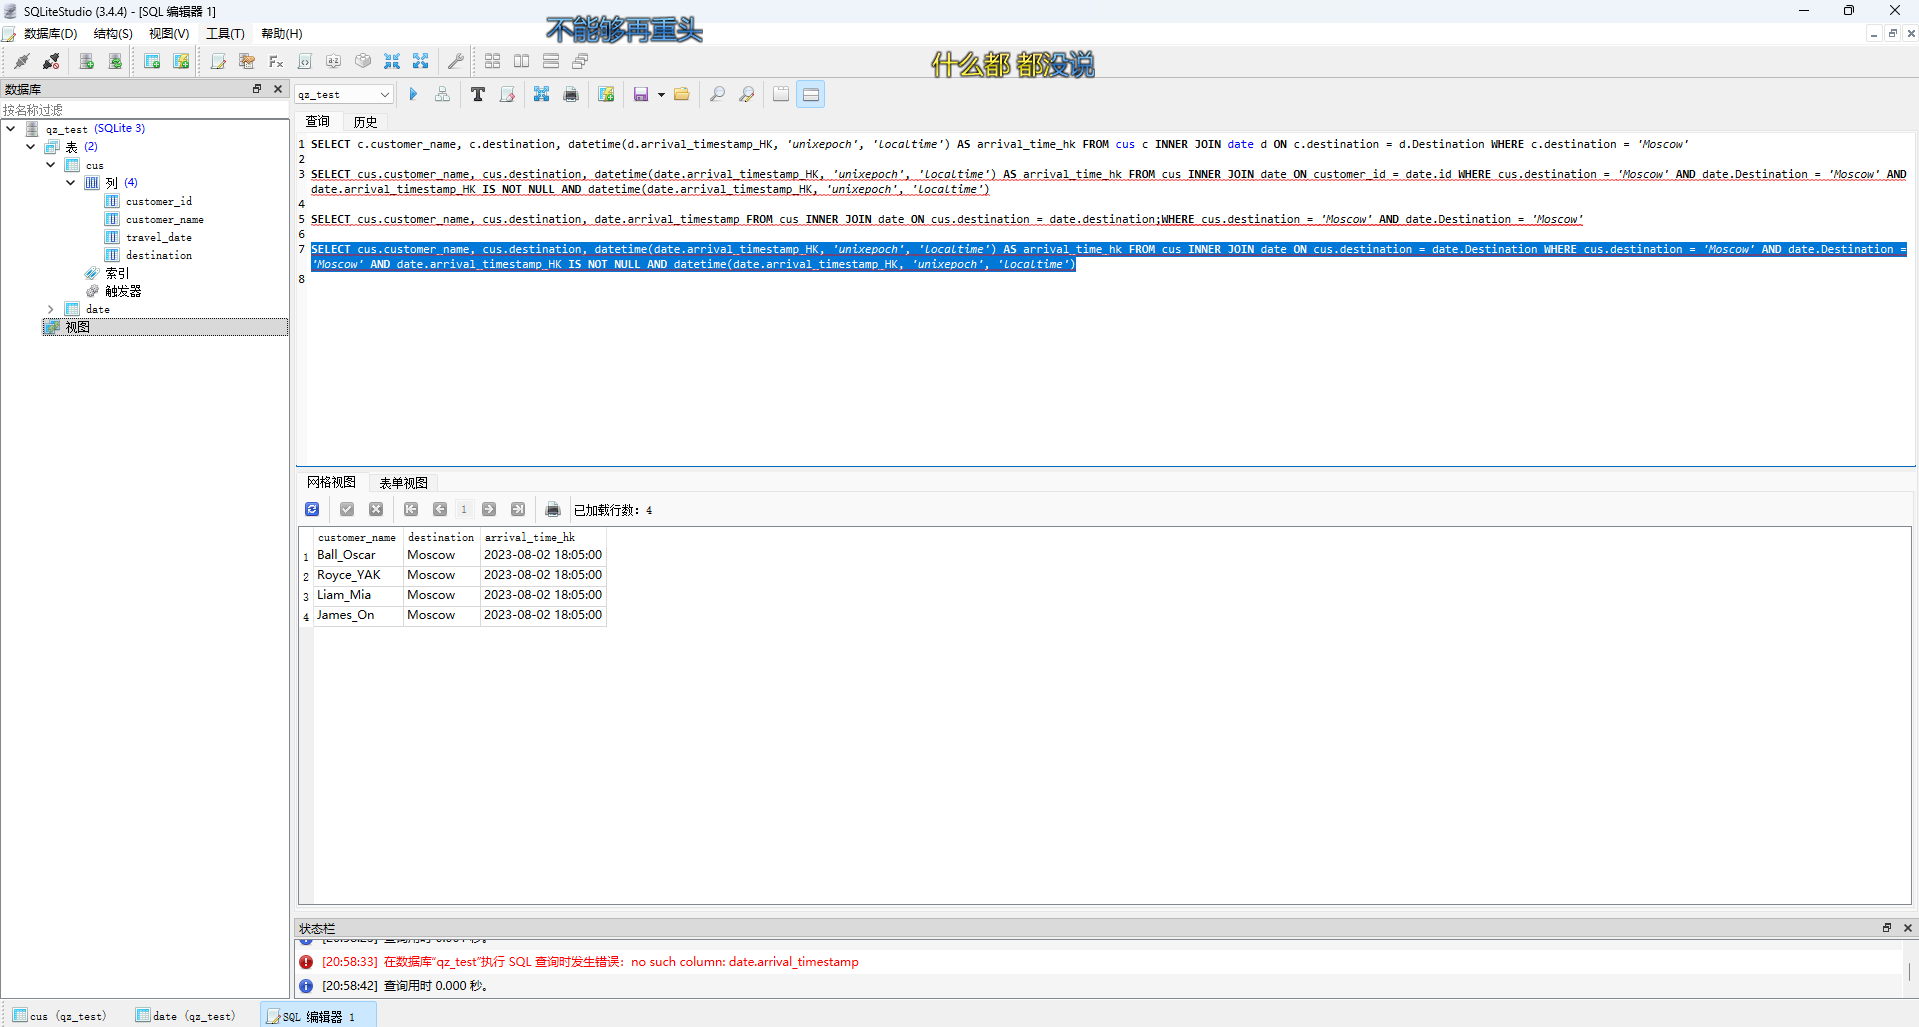 SQLiteStudio (3.4.4) - [SQL 编辑器 1]
数据库(D) 结构(S) 视图(V) 工具(T) 帮助(H)
不能够再重头
什么都 都没说
数据库
按名称过滤
qz_test (SQLite 3)
表 (2)
cus
列 (4)
customer_id
customer_name
travel_date
destination
索引
触发器
date
视图
qz_test
查询 历史
1 SELECT c.customer_name, c.destination, datetime(d.arrival_timestamp_HK, 'unixepoch', 'localtime') AS arrival_time_hk FROM cus c INNER JOIN date d ON c.destination = d.Destination WHERE c.destination = 'Moscow'
2
3 SELECT cus.customer_name, cus.destination, datetime(date.arrival_timestamp_HK, 'unixepoch', 'localtime') AS arrival_time_hk FROM cus INNER JOIN date ON customer_id = date.id WHERE cus.destination = 'Moscow' AND date.Destination = 'Moscow' AND
date.arrival_timestamp_HK IS NOT NULL AND datetime(date.arrival_timestamp_HK, 'unixepoch', 'localtime')
4
5 SELECT cus.customer_name, cus.destination, date.arrival_timestamp FROM cus INNER JOIN date ON cus.destination = date.destination;WHERE cus.destination = 'Moscow' AND date.Destination = 'Moscow'
6
7 SELECT cus.customer_name, cus.destination, datetime(date.arrival_timestamp_HK, 'unixepoch', 'localtime') AS arrival_time_hk FROM cus INNER JOIN date ON cus.destination = date.Destination WHERE cus.destination = 'Moscow' AND date.Destination =
'Moscow' AND date.arrival_timestamp_HK IS NOT NULL AND datetime(date.arrival_timestamp_HK, 'unixepoch', 'localtime')
8
网格视图 表单视图
1 已加载行数：4
customer_name destination arrival_time_hk
1 Ball_Oscar Moscow 2023-08-02 18:05:00
2 Royce_YAK Moscow 2023-08-02 18:05:00
3 Liam_Mia Moscow 2023-08-02 18:05:00
4 James_On Moscow 2023-08-02 18:05:00
状态栏
[20:58:33] 在数据库“qz_test”执行 SQL 查询时发生错误：no such column: date.arrival_timestamp
[20:58:42] 查询用时 0.000 秒。
cus (qz_test) date (qz_test) SQL 编辑器 1